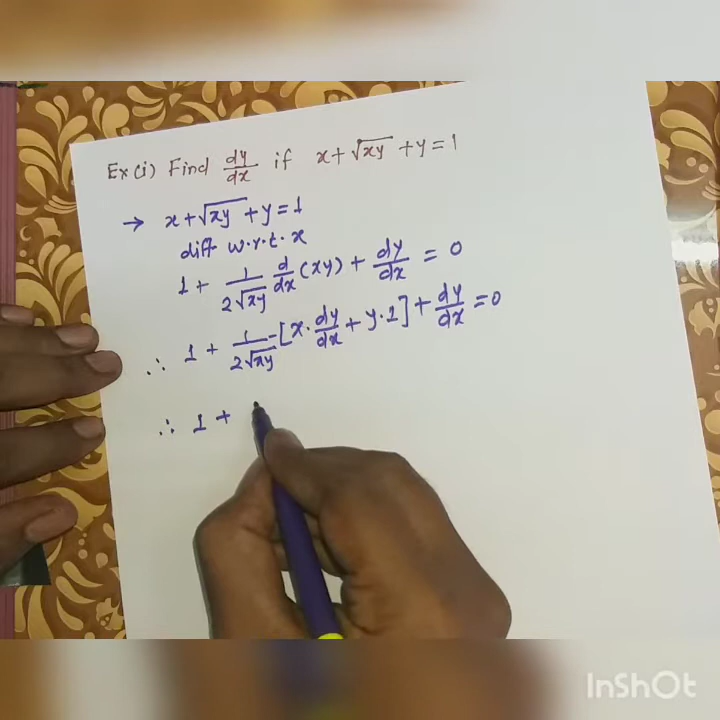 Ex(i) Find dy/dx if x+√xy+y=1
→ x+√xy+y=1
diff w.r.t. x
1+ 1/2√xy d/dx(xy)+ dy/dx = 0
∴ 1+ 1/2√xy [x·dy/dx+y·1]+dy/dx=0
∴ 1+
InShOt